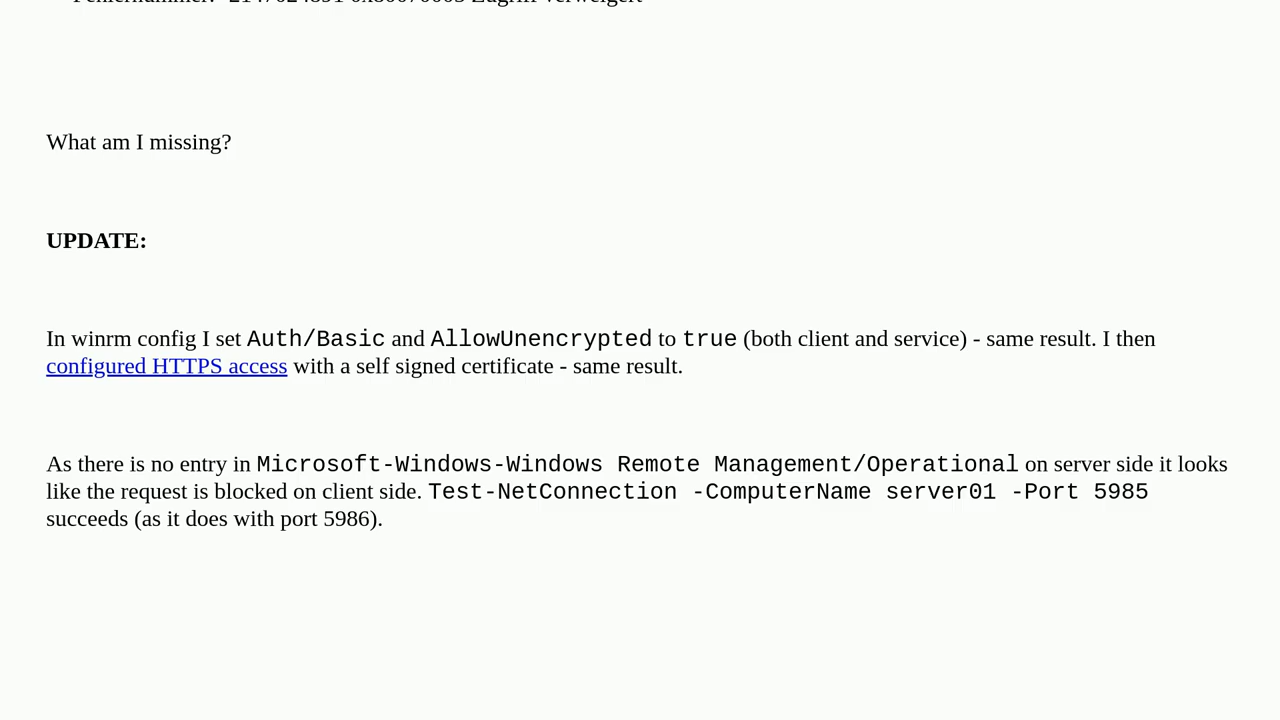 Zugriff verweigert
What am I missing?
UPDATE:
In winrm config I set Auth/Basic and AllowUnencrypted to true (both client and service) - same result. I then
configured HTTPS access with a self signed certificate - same result.
As there is no entry in Microsoft-Windows-Windows Remote Management/Operational on server side it looks
like the request is blocked on client side. Test-NetConnection -ComputerName server01 -Port 5985
succeeds (as it does with port 5986).